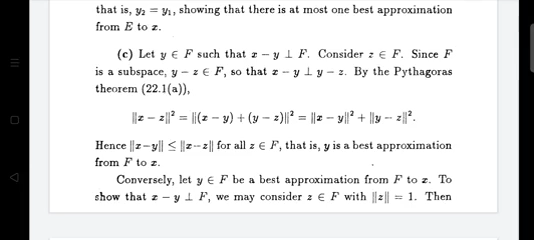 that is, y₂ = y₁, showing that there is at most one best approximation
from E to x.
(c) Let y ∈ F such that x − y ⊥ F. Consider z ∈ F. Since F
is a subspace, y − z ∈ F, so that x − y ⊥ y − z. By the Pythagoras
theorem (22.1(a)),
‖x − z‖² = ‖(x − y) + (y − z)‖² = ‖x − y‖² + ‖y − z‖².
Hence ‖x−y‖ ≤ ‖x−z‖ for all z ∈ F, that is, y is a best approximation
from F to x.
Conversely, let y ∈ F be a best approximation from F to x. To
show that x − y ⊥ F, we may consider z ∈ F with ‖z‖ = 1. Then